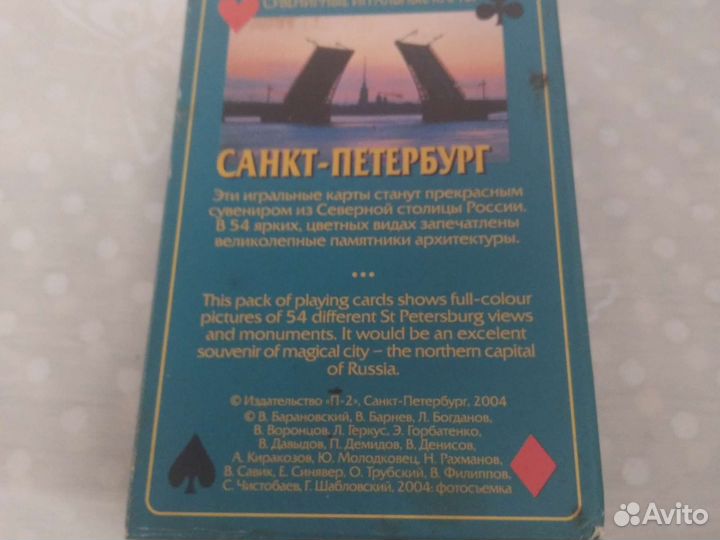 СУВЕНИРНЫЕ ИГРАЛЬНЫЕ КАРТЫ
САНКТ-ПЕТЕРБУРГ
Эти игральные карты станут прекрасным
сувениром из Северной столицы России.
В 54 ярких, цветных видах запечатлены
великолепные памятники архитектуры.
...
This pack of playing cards shows full-colour
pictures of 54 different St Petersburg views
and monuments. It would be an excelent
souvenir of magical city – the northern capital
of Russia.
© Издательство «П-2», Санкт-Петербург, 2004
© В. Барановский, В. Барнев, Л. Богданов,
В. Воронцов. Л. Геркус, Э. Горбатенко,
В. Давыдов, П. Демидов, В. Денисов,
А. Киракозов, Ю. Молодковец, Н. Рахманов,
В. Савик, Е. Синявер, О. Трубский, В. Филиппов,
С. Чистобаев, Г. Шабловский, 2004: фотосъемка
Avito